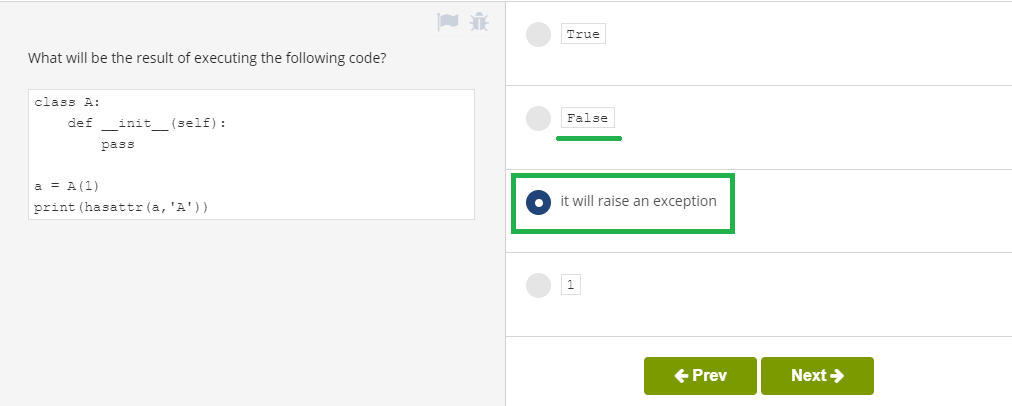 What will be the result of executing the following code?
class A:
    def __init__(self):
        pass
a = A(1)
print(hasattr(a,'A'))
True
False
it will raise an exception
1
Prev
Next